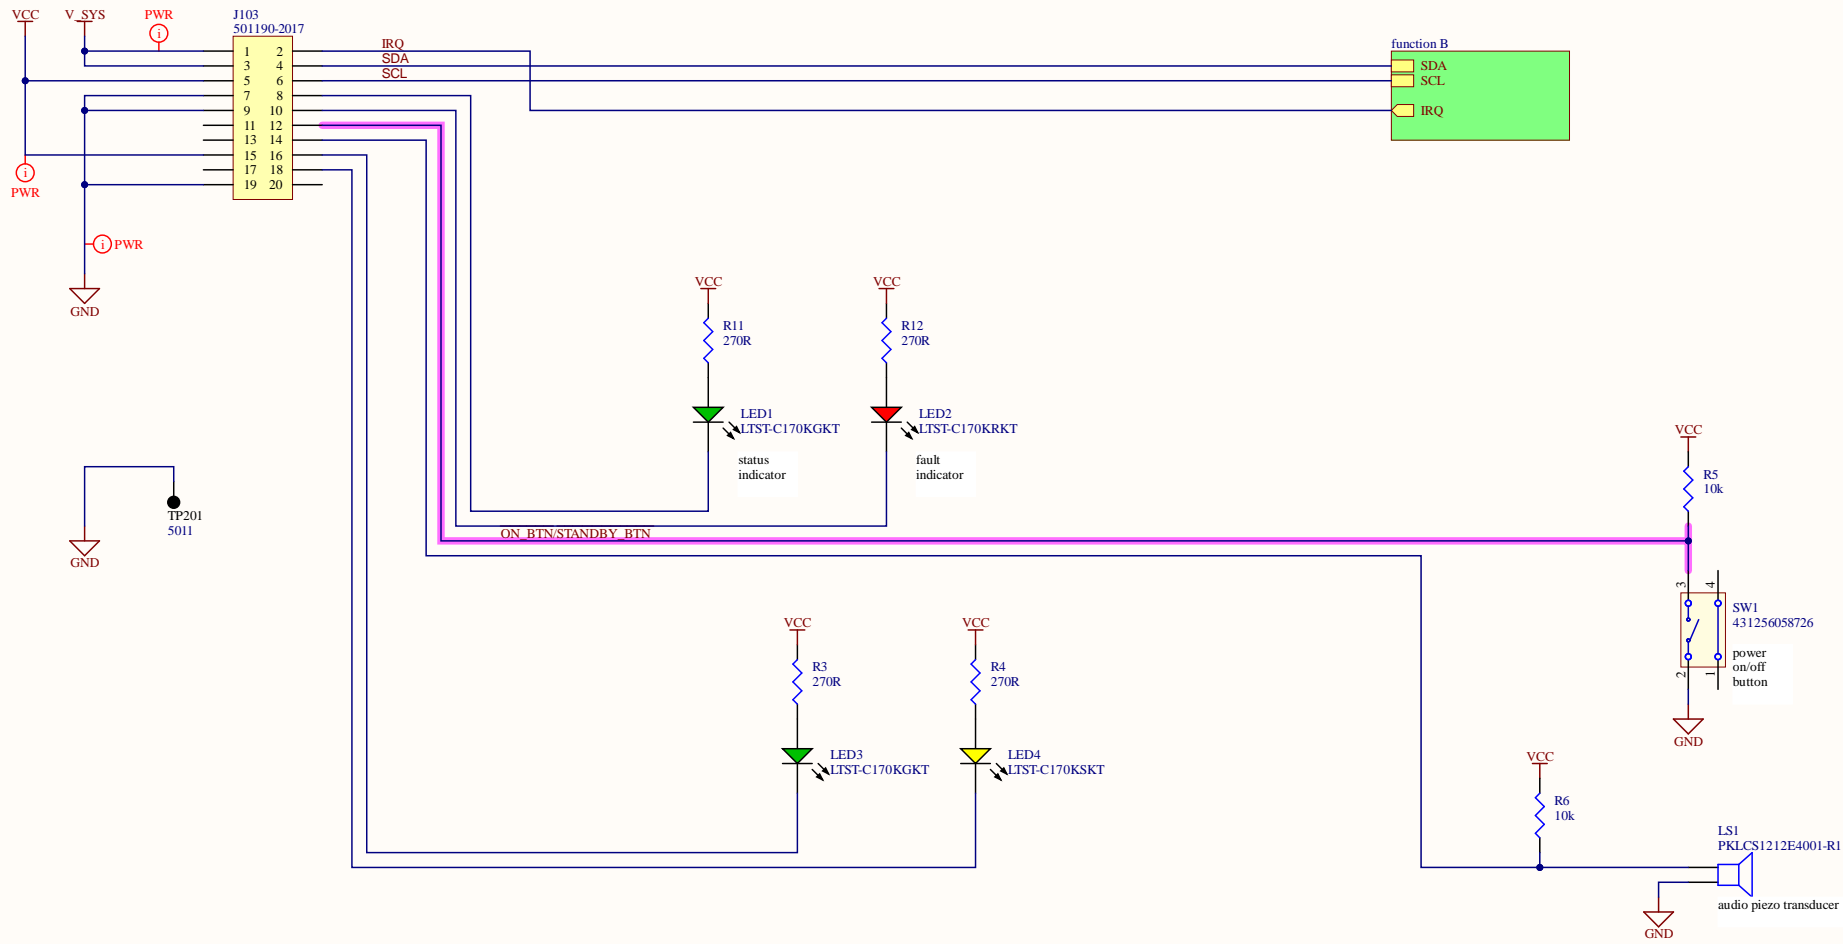 VCC
V_SYS
PWR
i
J103
501190-2017
1 2
3 4
5 6
7 8
9 10
11 12
13 14
15 16
17 18
19 20
IRQ
SDA
SCL
function B
SDA
SCL
IRQ
i
PWR
i PWR
GND
VCC
R11
270R
LED1
LTST-C170KGKT
status
indicator
VCC
R12
270R
LED2
LTST-C170KRKT
fault
indicator
TP201
5011
GND
ON_BTN/STANDBY_BTN
VCC
R5
10k
3
4
SW1
431256058726
power
on/off
button
2
1
GND
VCC
R3
270R
LED3
LTST-C170KGKT
VCC
R4
270R
LED4
LTST-C170KSKT
VCC
R6
10k
LS1
PKLCS1212E4001-R1
audio piezo transducer
GND